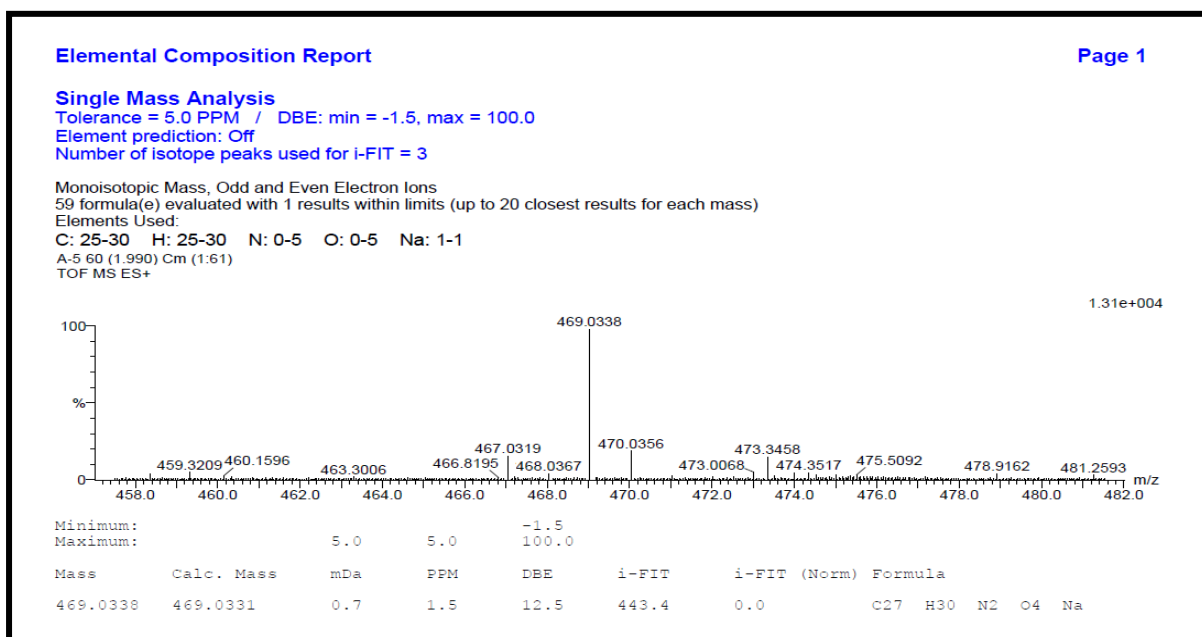 Elemental Composition Report Page 1
Single Mass Analysis
Tolerance = 5.0 PPM / DBE: min = -1.5, max = 100.0
Element prediction: Off
Number of isotope peaks used for i-FIT = 3
Monoisotopic Mass, Odd and Even Electron Ions
59 formula(e) evaluated with 1 results within limits (up to 20 closest results for each mass)
Elements Used:
C: 25-30 H: 25-30 N: 0-5 O: 0-5 Na: 1-1
A-5 60 (1.990) Cm (1:61)
TOF MS ES+
1.31e+004
100
%
0
469.0338
459.3209 460.1596 463.3006 466.8195 467.0319 468.0367 470.0356 473.0068 473.3458 474.3517 475.5092 478.9162 481.2593
458.0 460.0 462.0 464.0 466.0 468.0 470.0 472.0 474.0 476.0 478.0 480.0 482.0 m/z
Minimum: -1.5
Maximum: 5.0 5.0 100.0
Mass Calc. Mass mDa PPM DBE i-FIT i-FIT (Norm) Formula
469.0338 469.0331 0.7 1.5 12.5 443.4 0.0 C27 H30 N2 O4 Na